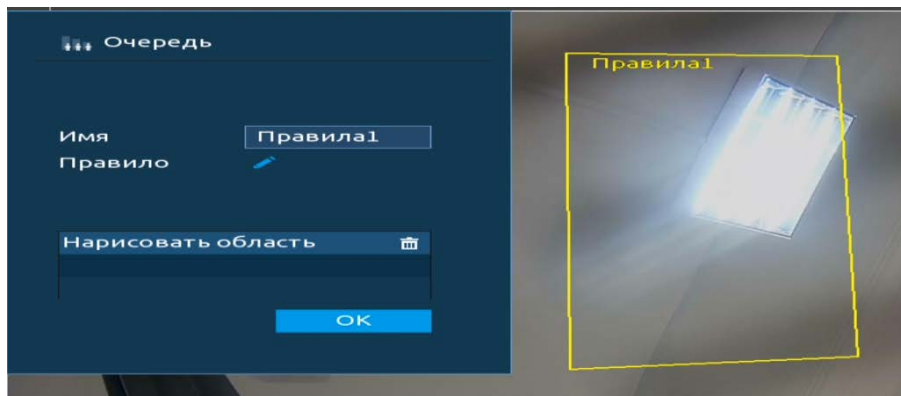 Очередь
Имя
Правила1
Правило
Нарисовать область
OK
Правила1